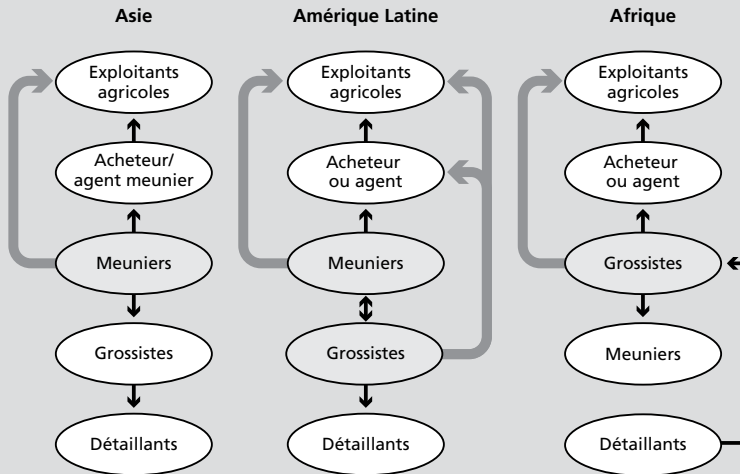 Asie
Exploitants
agricoles
Acheteur/
agent meunier
Meuniers
Grossistes
Détaillants
Amérique Latine
Exploitants
agricoles
Acheteur
ou agent
Meuniers
Grossistes
Détaillants
Afrique
Exploitants
agricoles
Acheteur
ou agent
Grossistes
Meuniers
Détaillants